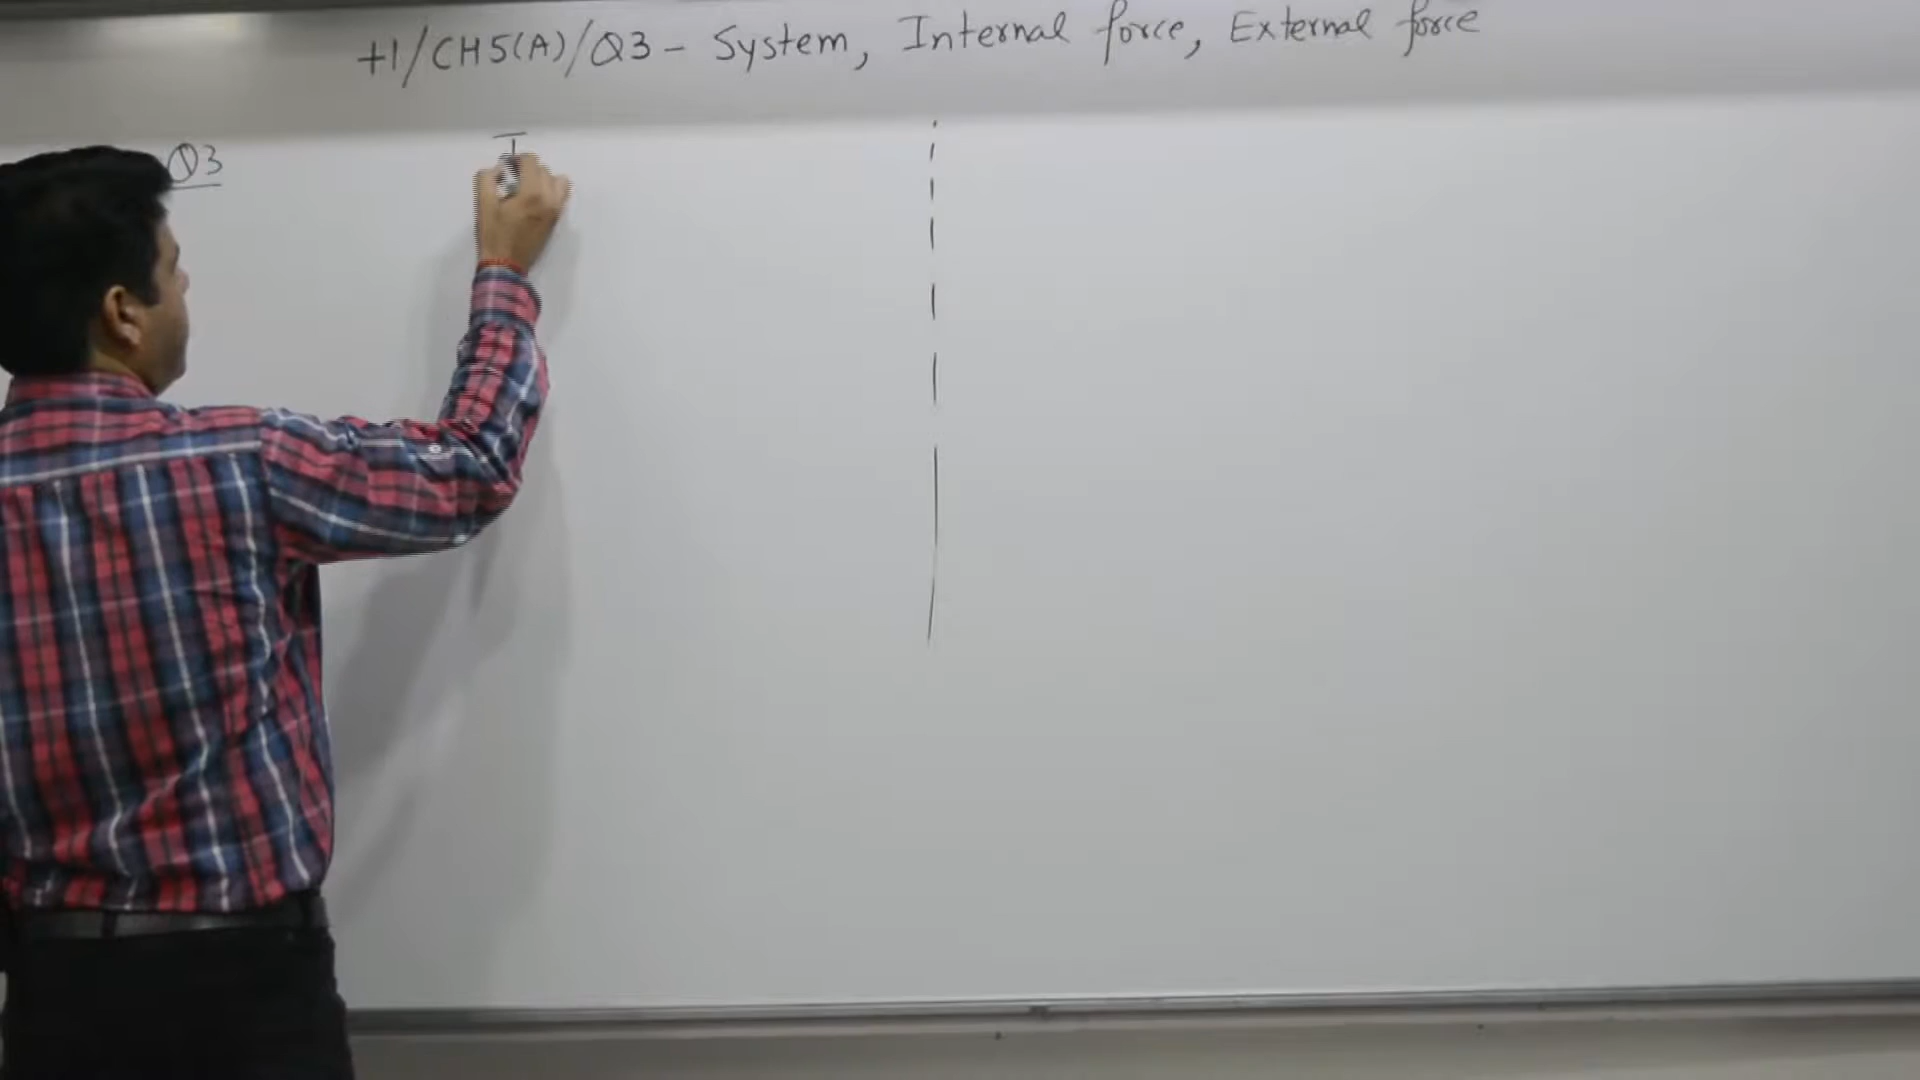 +1/CH5(A)/Q3 - System, Internal force, External force
Q3
I